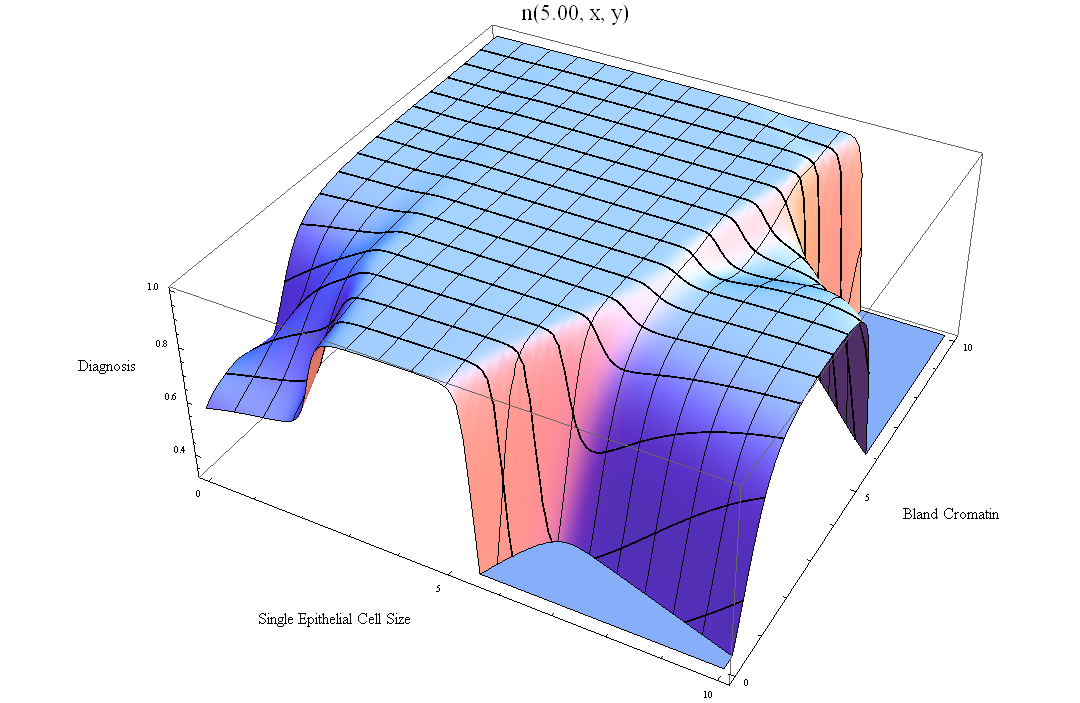 n(5.00, x, y)
1.0
Diagnosis
0.8
0.6
0.4
0
5
Single Epithelial Cell Size
10
0
5
Bland Cromatin
10